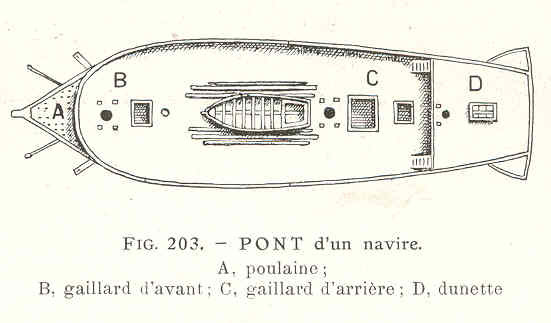 B
C
D
A
FIG. 203. — PONT d'un navire.
A, poulaine ;
B, gaillard d'avant ; C, gaillard d'arrière ; D, dunette